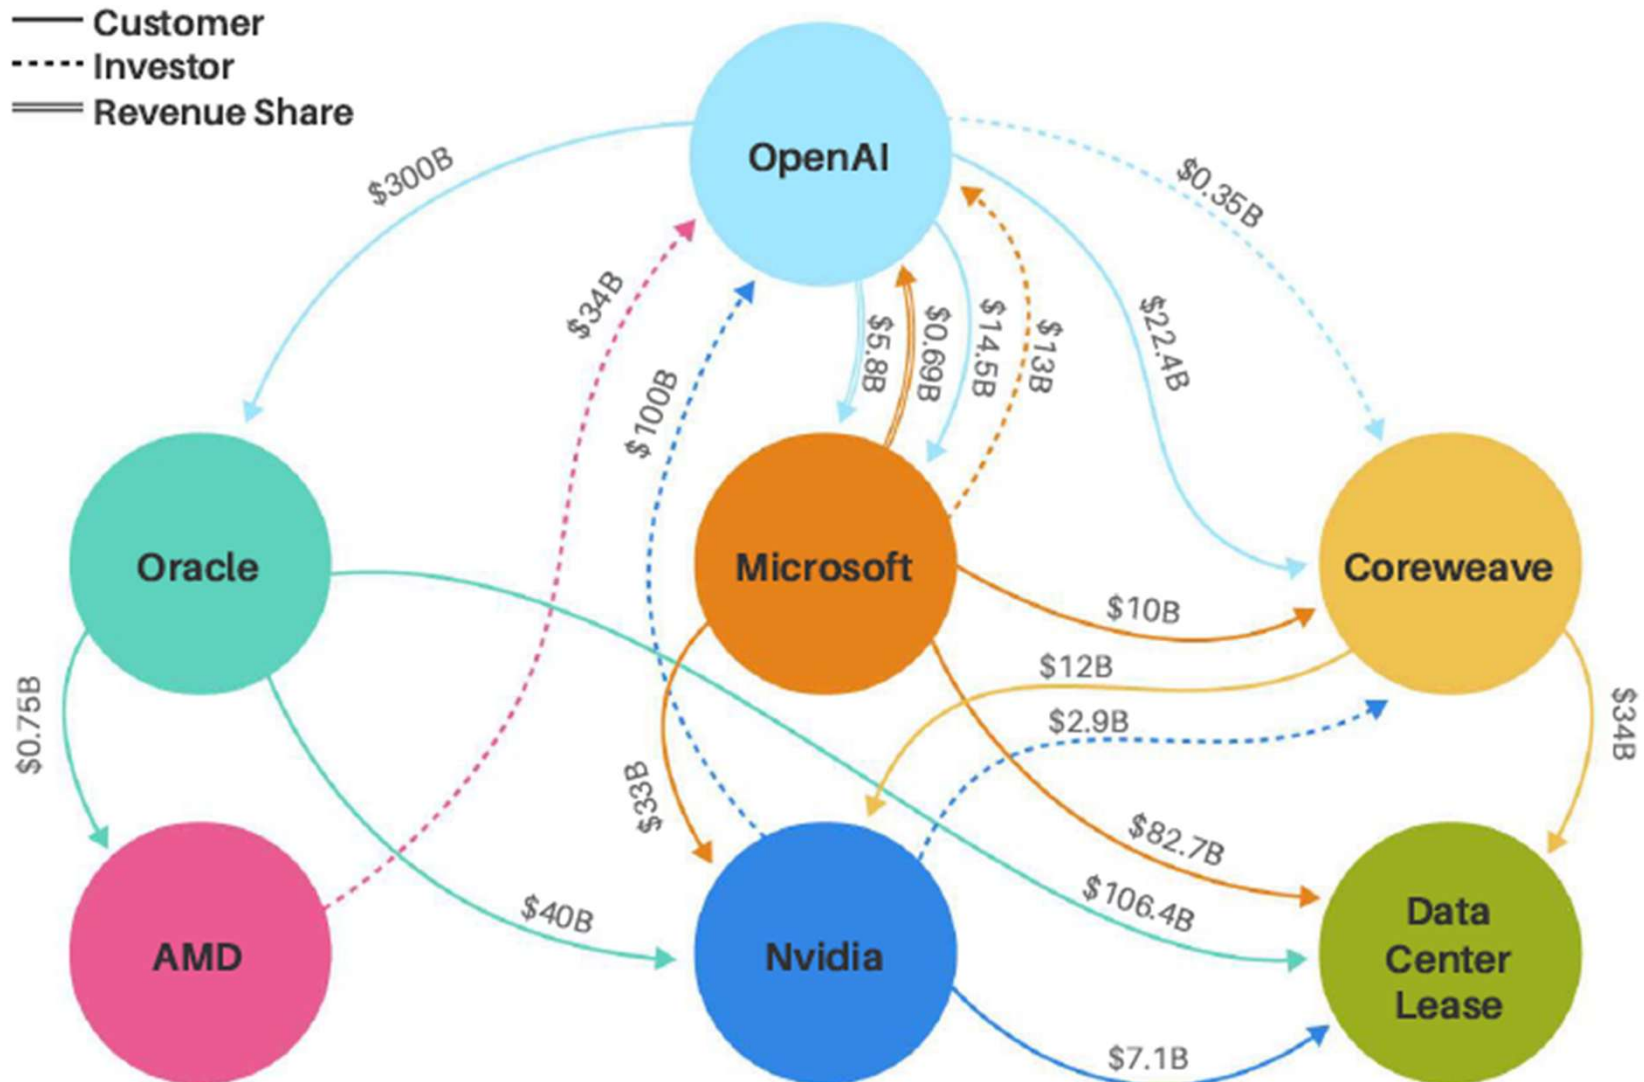 Customer
Investor
Revenue Share
OpenAI
$300B
$0.35B
$34B
$100B
$5.8B
$0.69B
$14.5B
$13B
$22.4B
Oracle
Microsoft
Coreweave
$10B
$12B
$2.9B
$0.75B
$33B
$34B
$82.7B
$106.4B
$40B
AMD
Nvidia
Data
Center
Lease
$7.1B